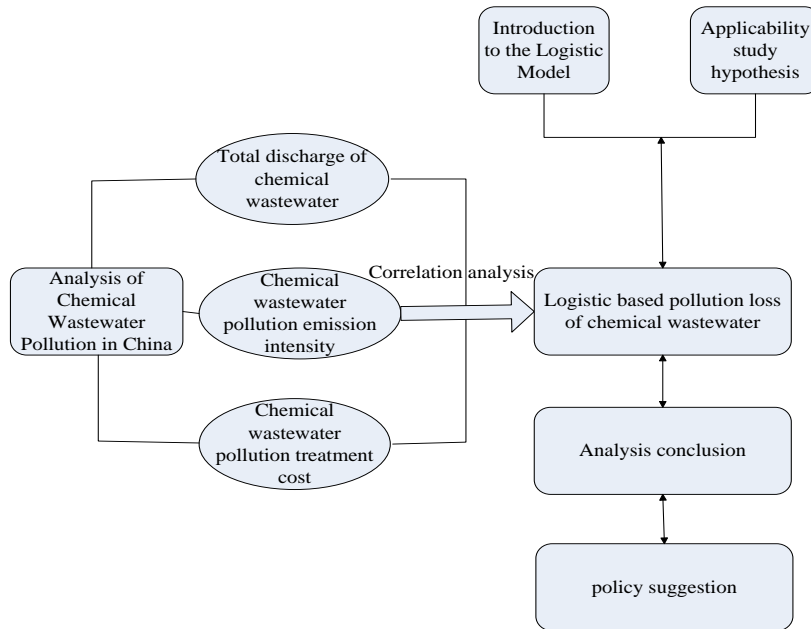 Introduction
to the Logistic
Model
Applicability
study
hypothesis
Total discharge of
chemical
wastewater
Analysis of
Chemical
Wastewater
Pollution in China
Chemical
wastewater
pollution emission
intensity
Correlation analysis
Logistic based pollution loss
of chemical wastewater
Chemical
wastewater
pollution treatment
cost
Analysis conclusion
policy suggestion